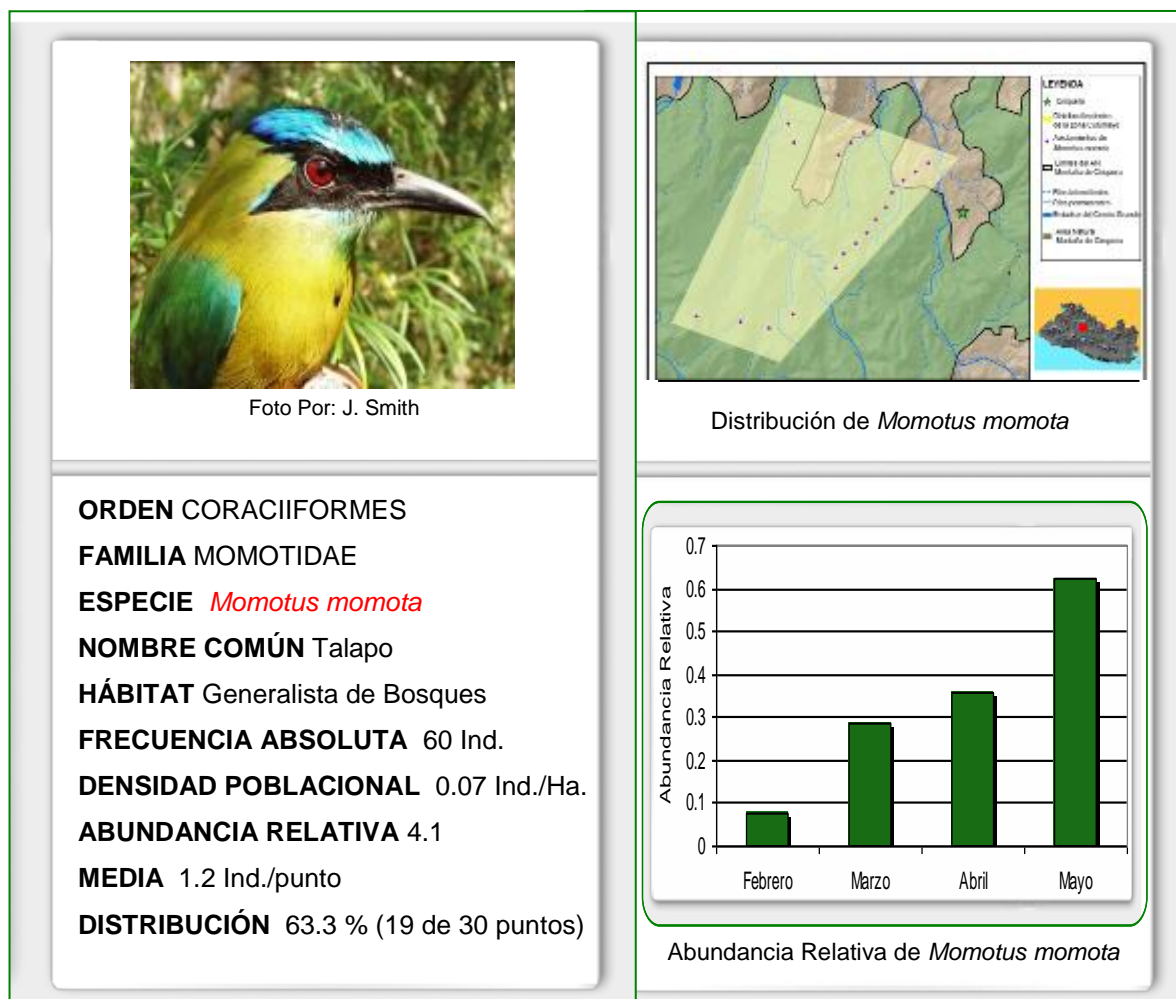 Foto Por: J. Smith
ORDEN CORACIIFORMES
FAMILIA MOMOTIDAE
ESPECIE Momotus momota
NOMBRE COMÚN Talapo
HÁBITAT Generalista de Bosques
FRECUENCIA ABSOLUTA 60 Ind.
DENSIDAD POBLACIONAL 0.07 Ind./Ha.
ABUNDANCIA RELATIVA 4.1
MEDIA 1.2 Ind./punto
DISTRIBUCIÓN 63.3 % (19 de 30 puntos)
LEYENDA
Distribución de Momotus momota
Abundancia Relativa
0.7
0.6
0.5
0.4
0.3
0.2
0.1
0
Febrero Marzo Abril Mayo
Abundancia Relativa de Momotus momota